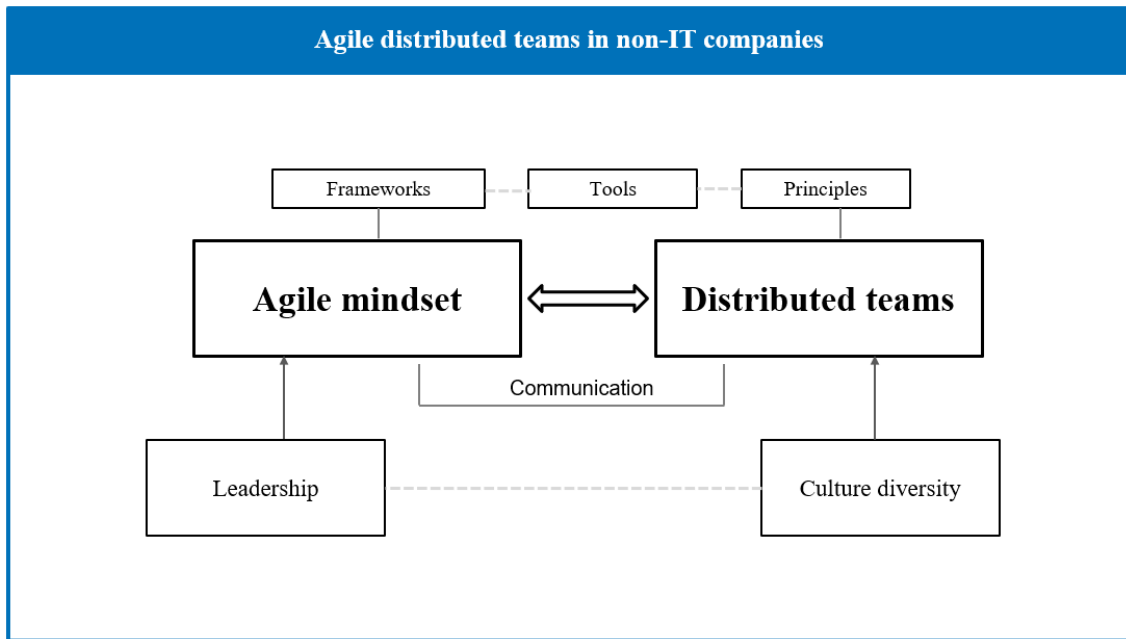 Agile distributed teams in non-IT companies
Frameworks
Tools
Principles
Agile mindset
Distributed teams
Communication
Leadership
Culture diversity